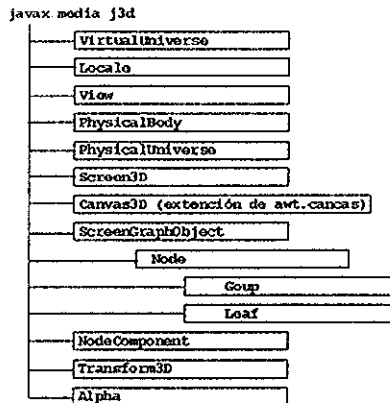 javax media j3d
VirtualUniverse
Locale
View
PhysicalBody
PhysicalUniverse
Screen3D
Canvas3D (extención de awt.cancas)
ScreenGraphObject
Node
Goup
Leaf
NodeComponent
Transform3D
Alpha